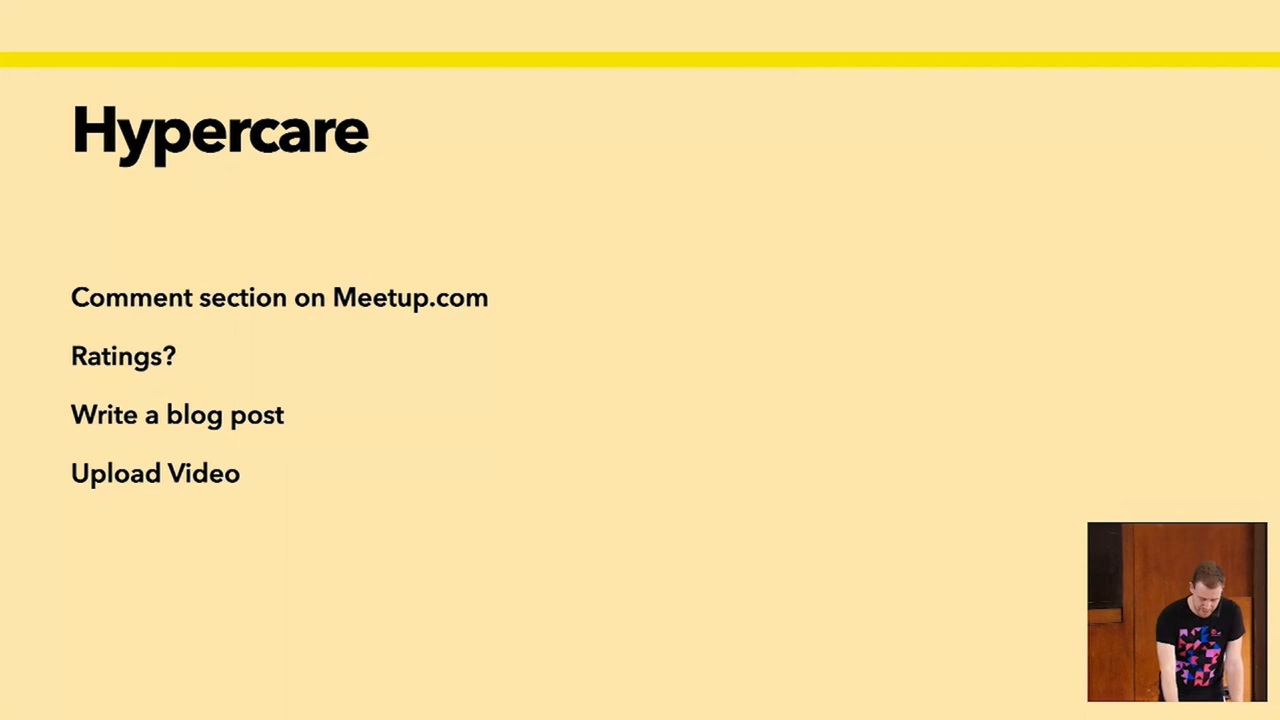 Hypercare
Comment section on Meetup.com
Ratings?
Write a blog post
Upload Video